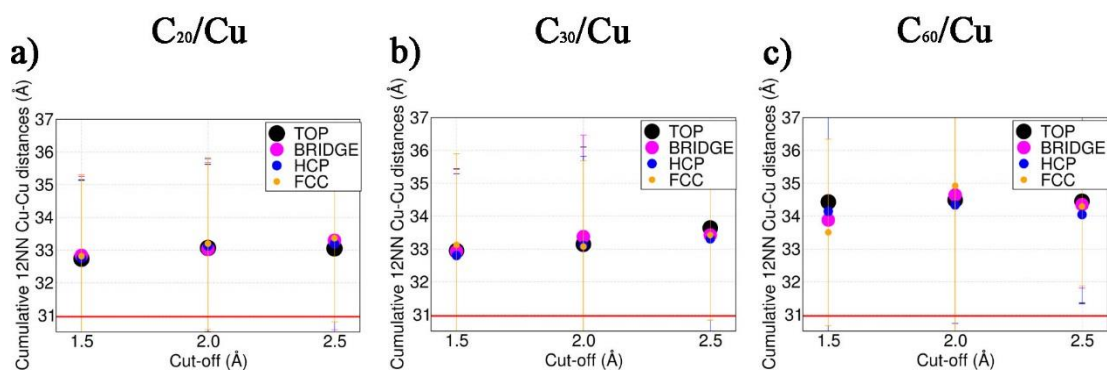 C₂₀/Cu
C₃₀/Cu
C₆₀/Cu
a)
b)
c)
Cumulative 12NN Cu-Cu distances (Å)
37
36
35
34
33
32
31
TOP
BRIDGE
HCP
FCC
1.5
2.0
2.5
Cut-off (Å)
Cumulative 12NN Cu-Cu distances (Å)
37
36
35
34
33
32
31
TOP
BRIDGE
HCP
FCC
1.5
2.0
2.5
Cut-off (Å)
Cumulative 12NN Cu-Cu distances (Å)
37
36
35
34
33
32
31
TOP
BRIDGE
HCP
FCC
1.5
2.0
2.5
Cut-off (Å)